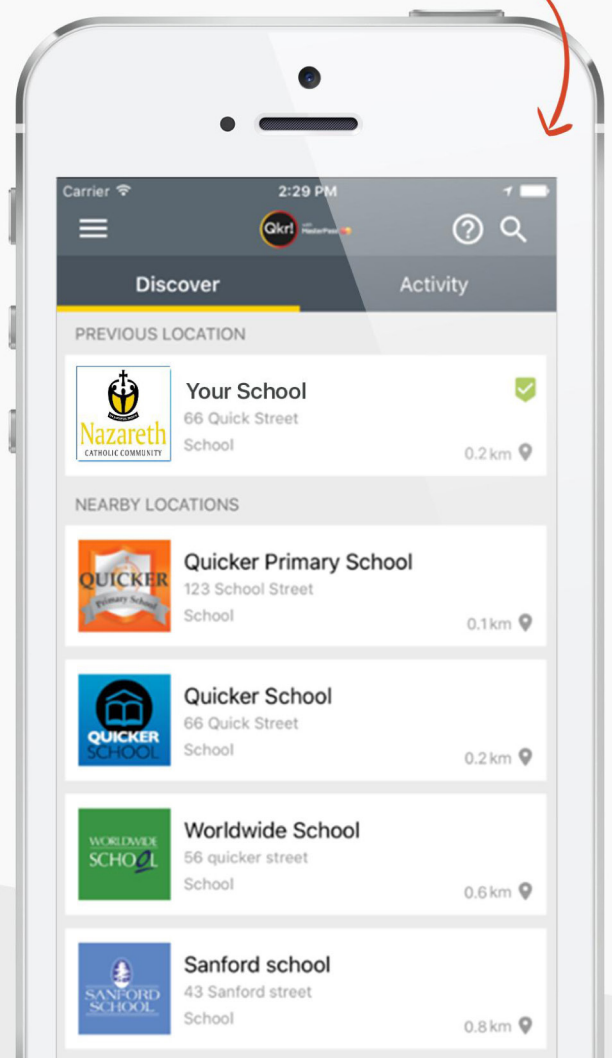 Carrier
2:29 PM
Qkr! with MasterPass
Discover
Activity
PREVIOUS LOCATION
Nazareth
CATHOLIC COMMUNITY
Your School
66 Quick Street
School
0.2 km
NEARBY LOCATIONS
QUICKER
Primary School
Quicker Primary School
123 School Street
School
0.1 km
QUICKER
SCHOOL
Quicker School
66 Quick Street
School
0.2 km
WORLDWIDE
SCHOOL
Worldwide School
56 quicker street
School
0.6 km
SANFORD
SCHOOL
Sanford school
43 Sanford street
School
0.8 km